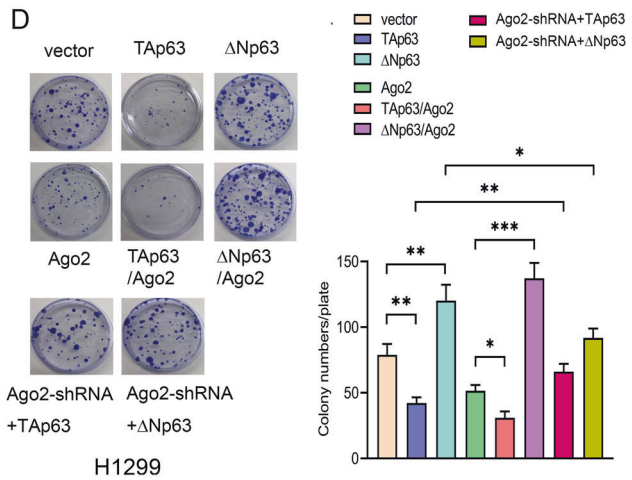 D
vector TAp63 ΔNp63
Ago2 TAp63 ΔNp63
/Ago2 /Ago2
Ago2-shRNA Ago2-shRNA
+TAp63 +ΔNp63
H1299
vector
TAp63
ΔNp63
Ago2
TAp63/Ago2
ΔNp63/Ago2
Ago2-shRNA+TAp63
Ago2-shRNA+ΔNp63
*
**
***
**
**
*
Colony numbers/plate
150
100
50
0